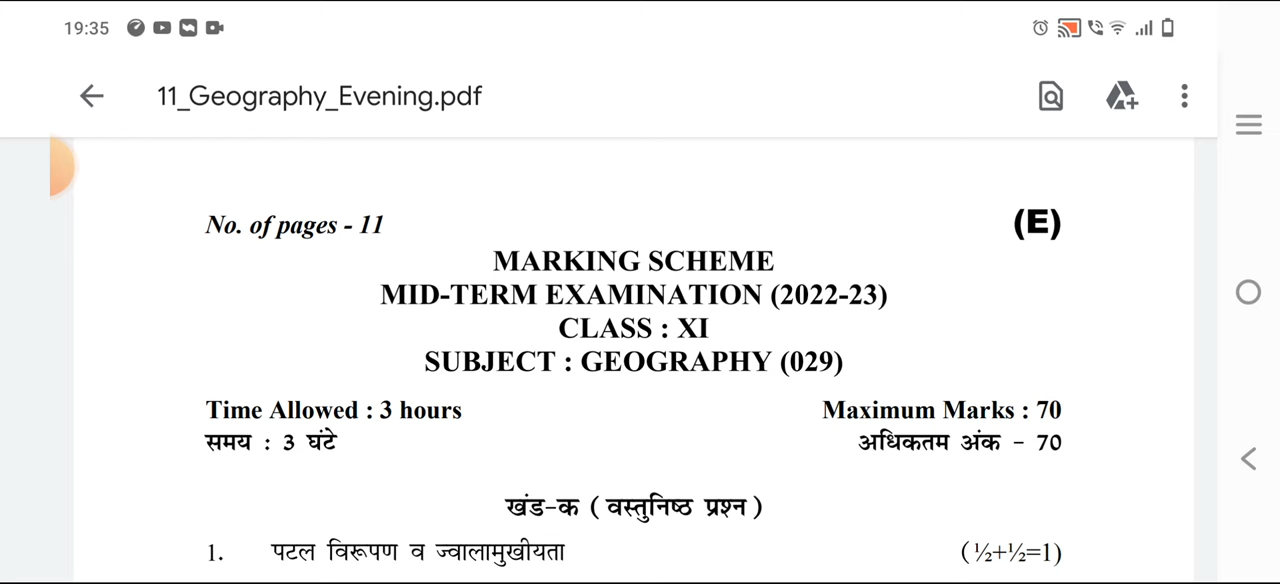 19:35
11_Geography_Evening.pdf
No. of pages - 11 (E)
MARKING SCHEME
MID-TERM EXAMINATION (2022-23)
CLASS : XI
SUBJECT : GEOGRAPHY (029)
Time Allowed : 3 hours Maximum Marks : 70
समय : 3 घंटे अधिकतम अंक - 70
खंड-क ( वस्तुनिष्ठ प्रश्न )
1. पटल विरूपण व ज्वालामुखीयता (½+½=1)